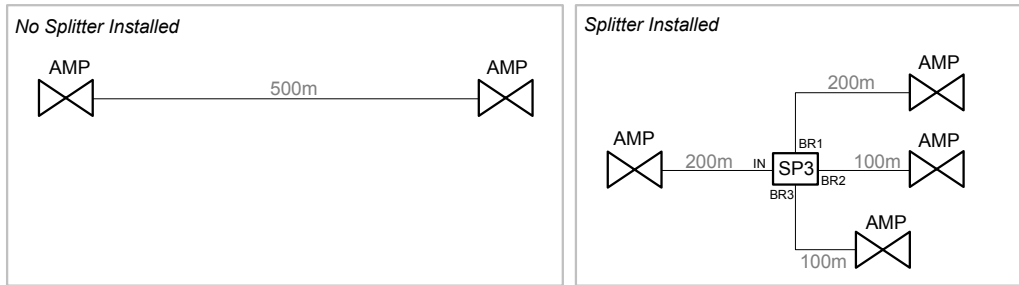 No Splitter Installed
AMP
AMP
500m
Splitter Installed
AMP
200m
BR1
AMP
AMP
200m
IN
SP3
100m
BR2
BR3
AMP
100m